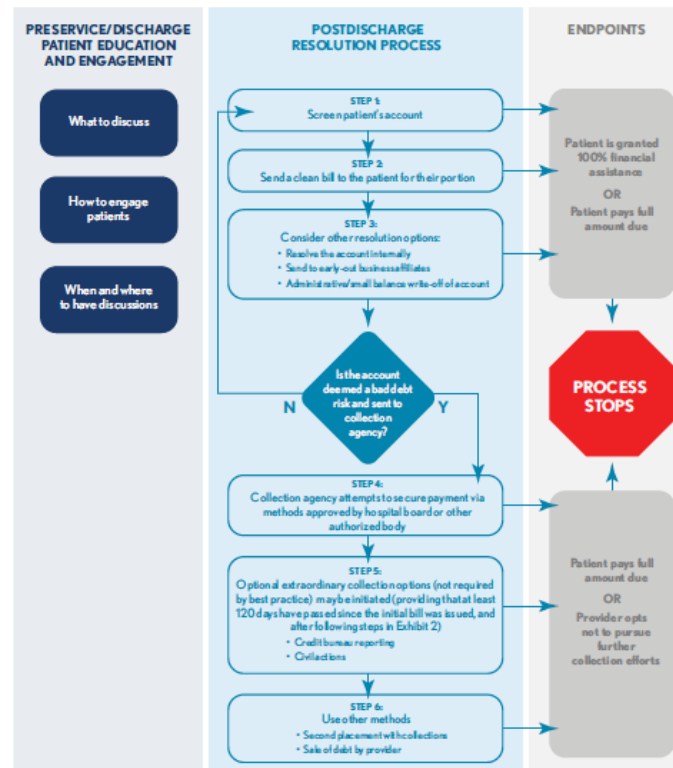 PRESERVICE/DISCHARGE
PATIENT EDUCATION
AND ENGAGEMENT
What to discuss
How to engage
patients
When and where
to have discussions
POSTDISCHARGE
RESOLUTION PROCESS
STEP 1:
Screen patient's account
STEP 2:
Send a clean bill to the patient for their portion
STEP 3:
Consider other resolution options:
• Resolve the account internally
• Send to early-out business affiliates
• Administrative/small balance write-off of account
Is the account
deemed a bad debt
risk and sent to
collection
agency?
N
Y
STEP 4:
Collection agency attempts to secure payment via
methods approved by hospital board or other
authorized body
STEP 5:
Optional extraordinary collection options (not required
by best practice) may be initiated (providing that at least
120 days have passed since the initial bill was issued, and
after following steps in Exhibit 2)
• Credit bureau reporting
• Civil actions
STEP 6:
Use other methods
• Second placement with collections
• Sale of debt by provider
ENDPOINTS
Patient is granted
100% financial
assistance
OR
Patient pays full
amount due
PROCESS
STOPS
Patient pays full
amount due
OR
Provider opts
not to pursue
further
collection efforts